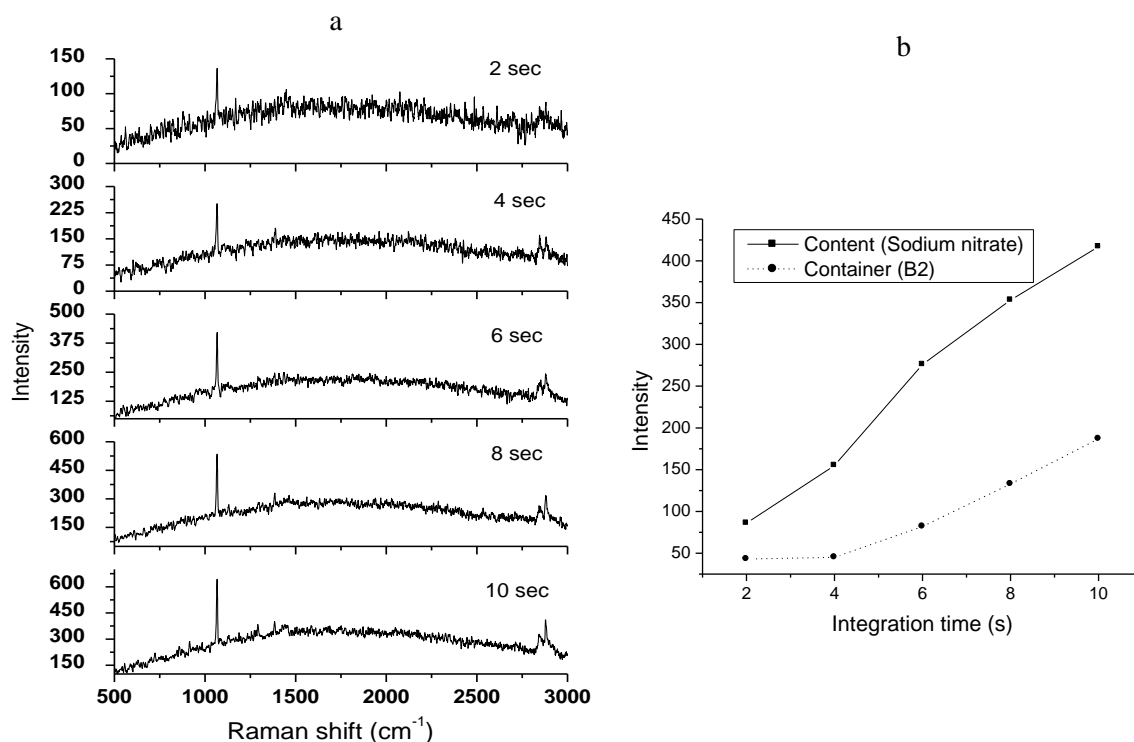 a
150
100
50
0
2 sec
300
225
150
75
0
4 sec
500
375
250
125
6 sec
600
450
300
150
8 sec
600
450
300
150
10 sec
500 1000 1500 2000 2500 3000
Raman shift (cm⁻¹)
Intensity
b
450
400
350
300
250
200
150
100
50
Content (Sodium nitrate)
Container (B2)
2 4 6 8 10
Integration time (s)
Intensity